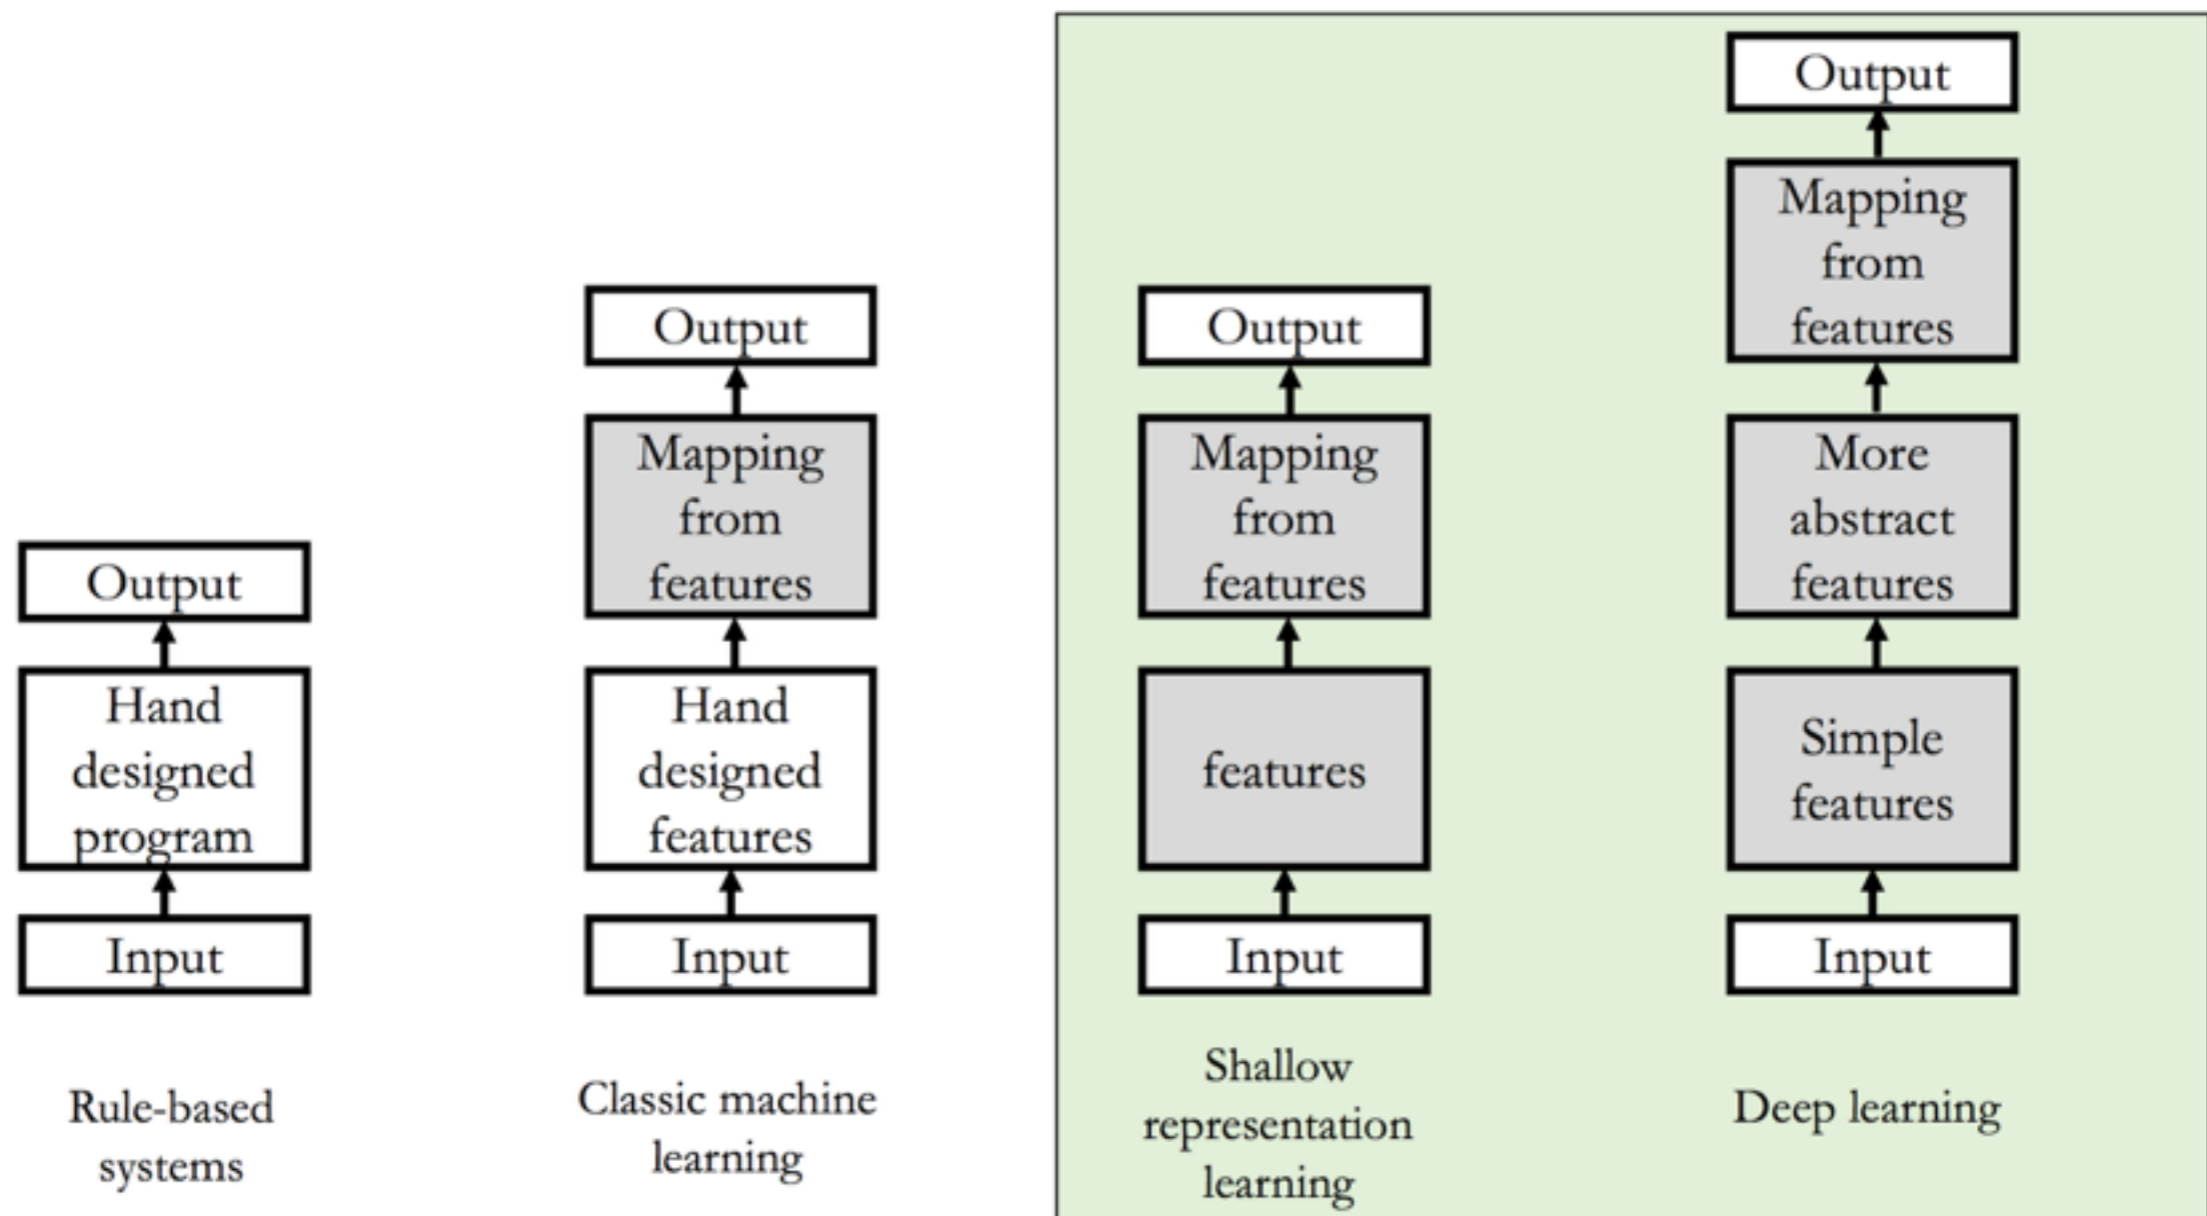 Output
Hand
designed
program
Input
Rule-based
systems
Output
Mapping
from
features
Hand
designed
features
Input
Classic machine
learning
Output
Mapping
from
features
features
Input
Shallow
representation
learning
Output
Mapping
from
features
More
abstract
features
Simple
features
Input
Deep learning